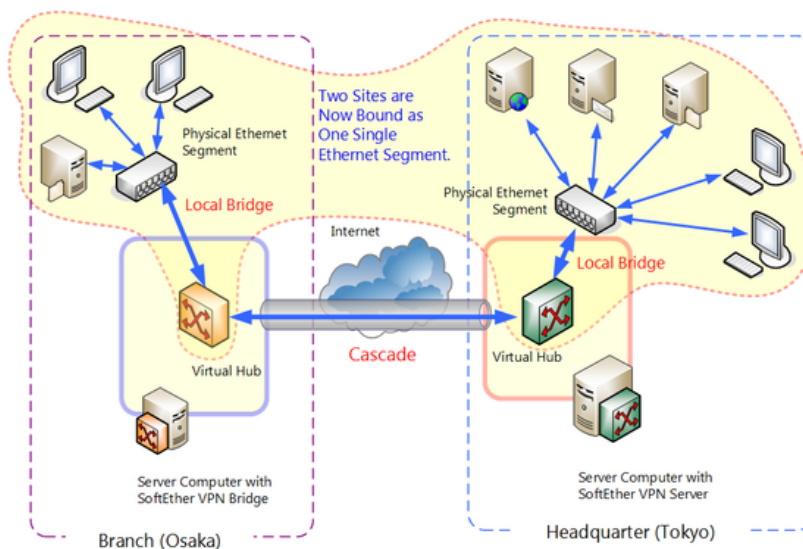 Two Sites are
Now Bound as
One Single
Ethernet Segment.
Physical Ethernet
Segment
Local Bridge
Physical Ethernet
Segment
Internet
Local Bridge
Cascade
Virtual Hub
Virtual Hub
Server Computer with
SoftEther VPN Bridge
Server Computer with
SoftEther VPN Server
Branch (Osaka)
Headquarter (Tokyo)